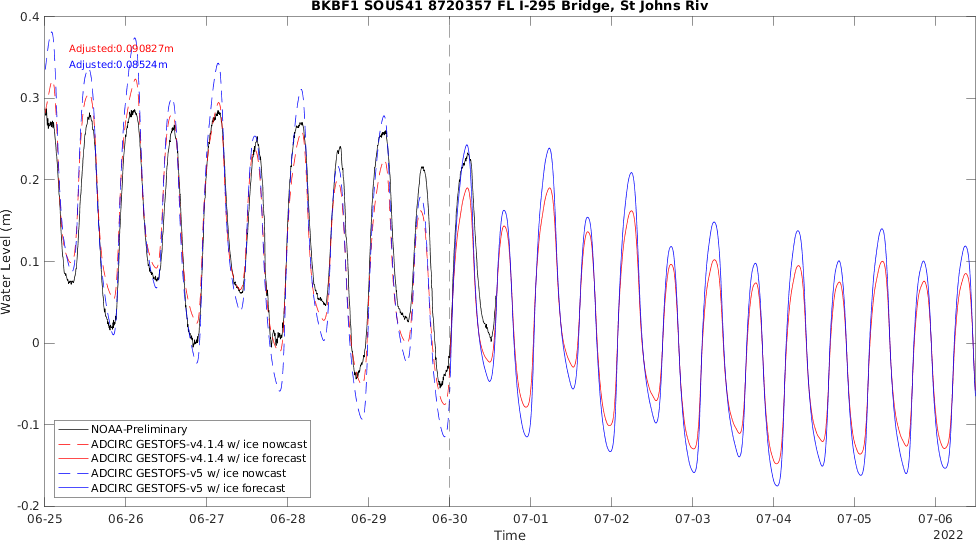 BKBF1 SOUS41 8720357 FL I-295 Bridge, St Johns Riv
0.4
Adjusted:0.090827m
Adjusted:0.08524m
0.3
0.2
0.1
0
-0.1
-0.2
Water Level (m)
NOAA-Preliminary
ADCIRC GESTOFS-v4.1.4 w/ ice nowcast
ADCIRC GESTOFS-v4.1.4 w/ ice forecast
ADCIRC GESTOFS-v5 w/ ice nowcast
ADCIRC GESTOFS-v5 w/ ice forecast
06-25 06-26 06-27 06-28 06-29 06-30 07-01 07-02 07-03 07-04 07-05 07-06
2022
Time